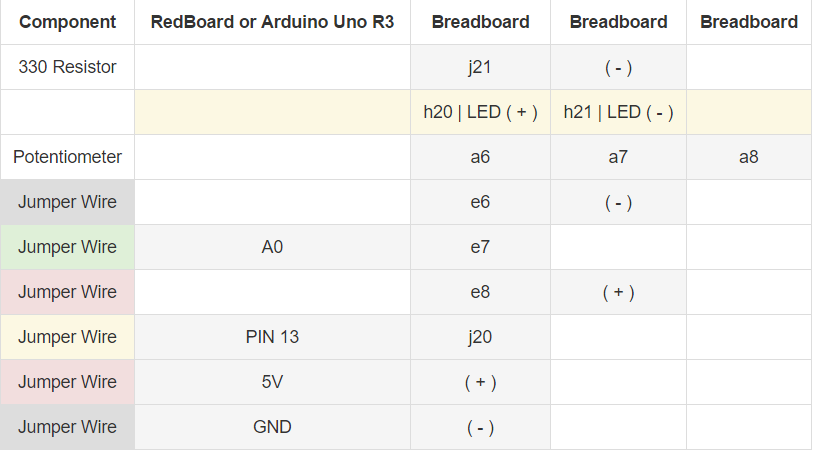 Component RedBoard or Arduino Uno R3 Breadboard Breadboard Breadboard
330 Resistor j21 ( - )
h20 | LED ( + ) h21 | LED ( - )
Potentiometer a6 a7 a8
Jumper Wire e6 ( - )
Jumper Wire A0 e7
Jumper Wire e8 ( + )
Jumper Wire PIN 13 j20
Jumper Wire 5V ( + )
Jumper Wire GND ( - )